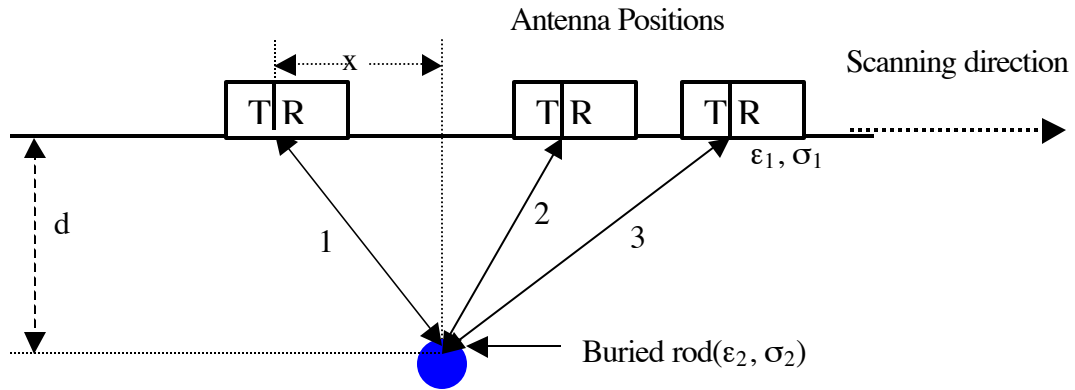 Antenna Positions
x
Scanning direction
T R
T R
T R
ε₁, σ₁
d
1
2
3
Buried rod(ε₂, σ₂)